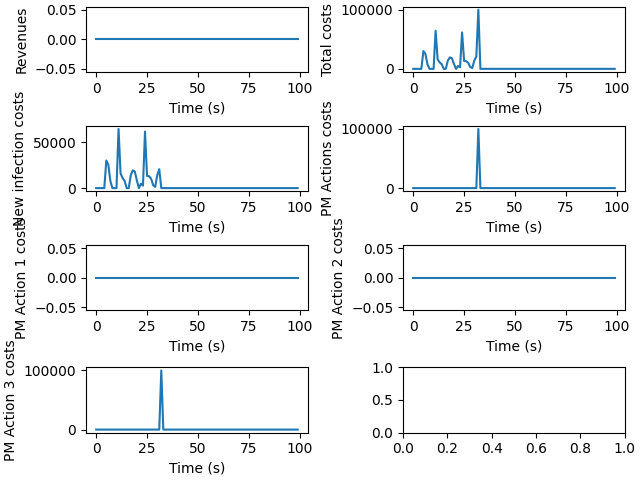 Revenues
0.05
0.00
−0.05
0 25 50 75 100
Time (s)
Total costs
100000
0
0 25 50 75 100
Time (s)
New infection costs
50000
0
0 25 50 75 100
Time (s)
PM Actions costs
100000
0
0 25 50 75 100
Time (s)
PM Action 1 costs
0.05
0.00
−0.05
0 25 50 75 100
Time (s)
PM Action 2 costs
0.05
0.00
−0.05
0 25 50 75 100
Time (s)
PM Action 3 costs
100000
0
0 25 50 75 100
Time (s)
1.0
0.5
0.0
0.0 0.2 0.4 0.6 0.8 1.0